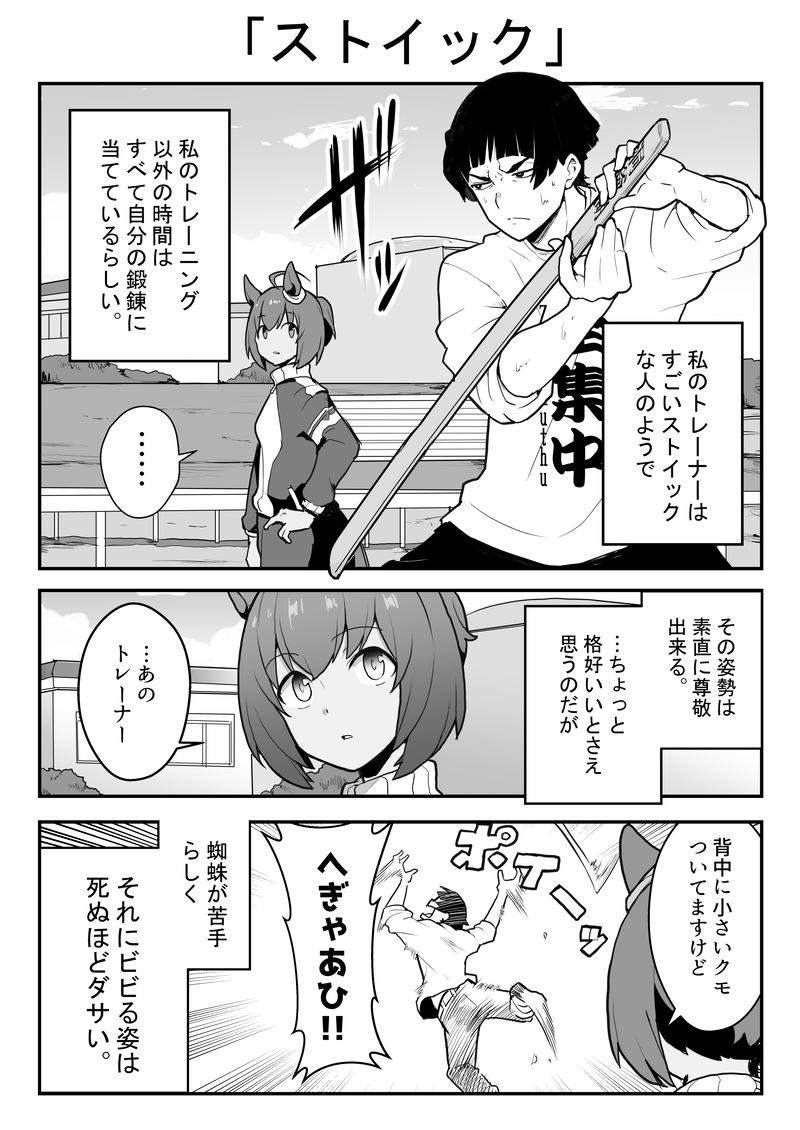 「ストイック」
私のトレーナーは
すごいストイック
な人のようで
ザッ
集中
uthu
私のトレーニング
以外の時間は
すべて自分の鍛錬に
当てているらしい。
……
その姿勢は
素直に尊敬
出来る。
…ちょっと
格好いいとさえ
思うのだが
…あの
トレーナー
背中に小さいクモ
ついてますけど
ポイーッ
へぎゃあひ!!
蜘蛛が苦手
らしく
それにビビる姿は
死ぬほどダサい。